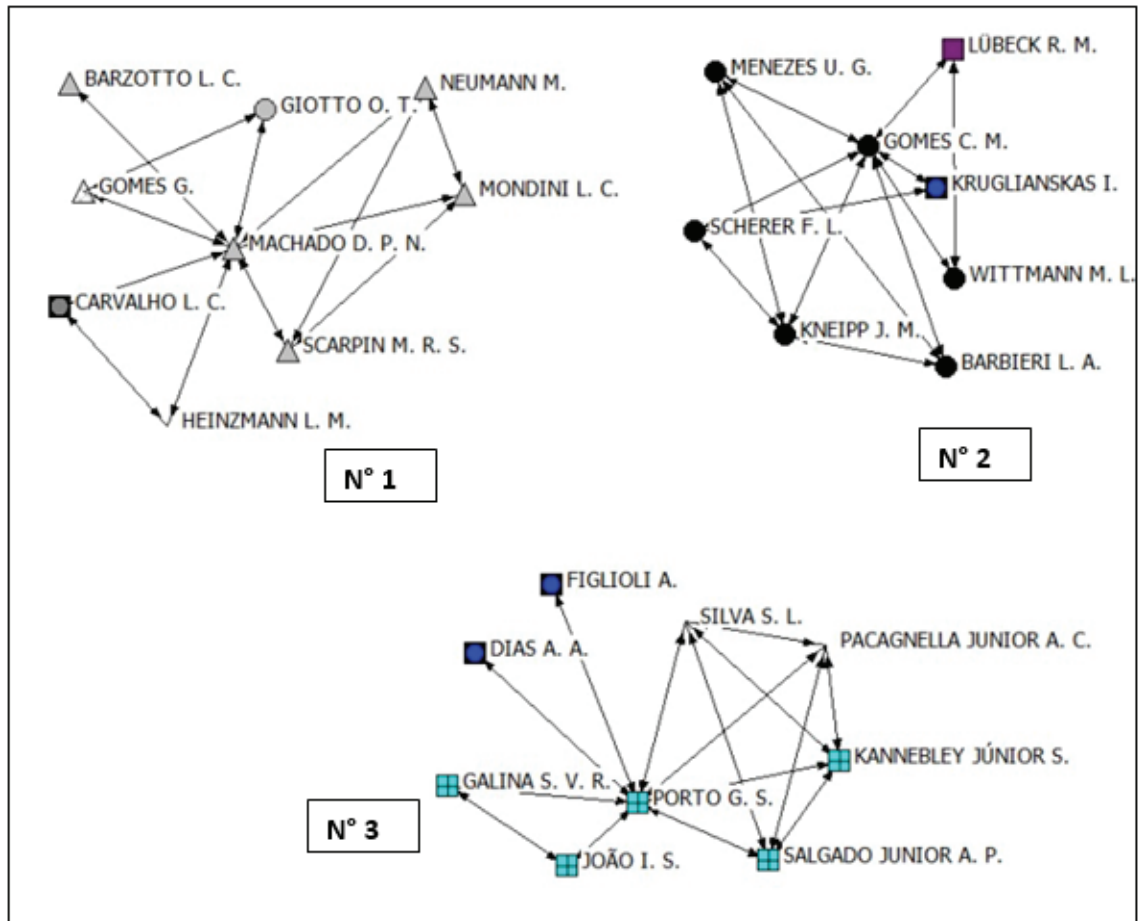 BARZOTTO L. C.
NEUMANN M.
GIOTTO O. T.
GOMES G.
MONDINI L. C.
MACHADO D. P. N.
CARVALHO L. C.
SCARPIN M. R. S.
HEINZMANN L. M.
N° 1
LÜBECK R. M.
MENEZES U. G.
GOMES C. M.
KRUGLIANSKAS I.
SCHERER F. L.
WITTMANN M. L.
KNEIPP J. M.
BARBIERI L. A.
N° 2
FIGLIOLI A.
SILVA S. L.
PACAGNELLA JUNIOR A. C.
DIAS A. A.
KANNEBLEY JÚNIOR S.
GALINA S. V. R.
PORTO G. S.
N° 3
JOÃO I. S.
SALGADO JUNIOR A. P.